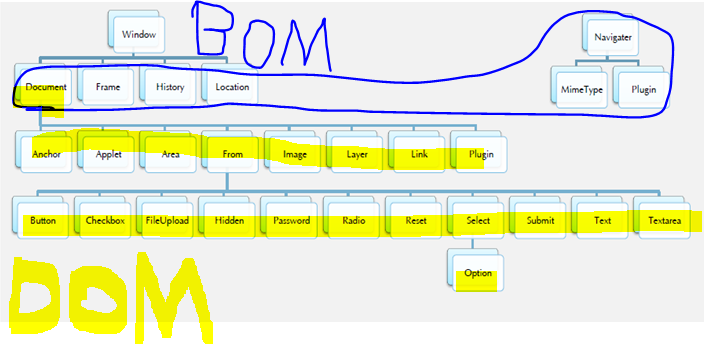 Window BOM Navigater
Document Frame History Location MimeType Plugin
Anchor Applet Area From Image Layer Link Plugin
Button Checkbox FileUpload Hidden Password Radio Reset Select Submit Text Textarea
Option
DOM